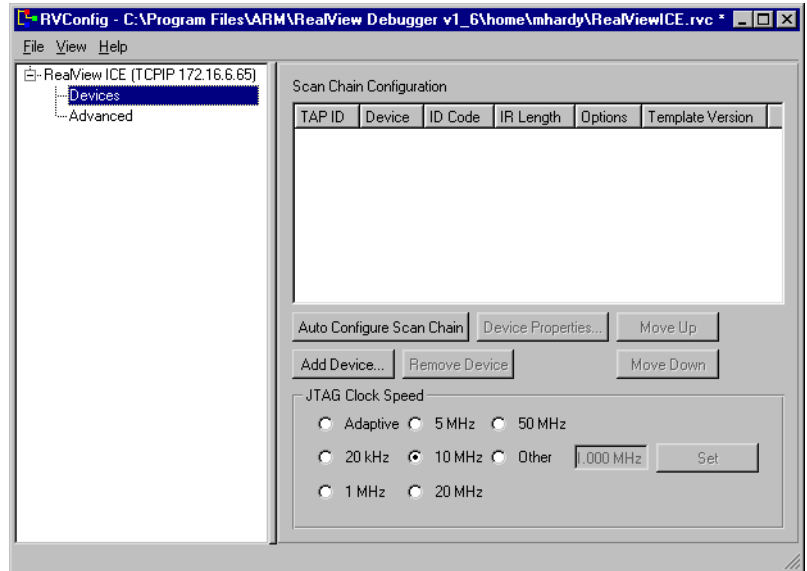 RVConfig - C:\Program Files\ARM\RealView Debugger v1_6\home\mhardy\RealViewICE.rvc *
File View Help
RealView ICE (TCPIP 172.16.6.65)
Devices
Advanced
Scan Chain Configuration
TAP ID Device ID Code IR Length Options Template Version
Auto Configure Scan Chain Device Properties... Move Up
Add Device... Remove Device Move Down
JTAG Clock Speed
Adaptive 5 MHz 50 MHz
20 kHz 10 MHz Other 1.000 MHz Set
1 MHz 20 MHz